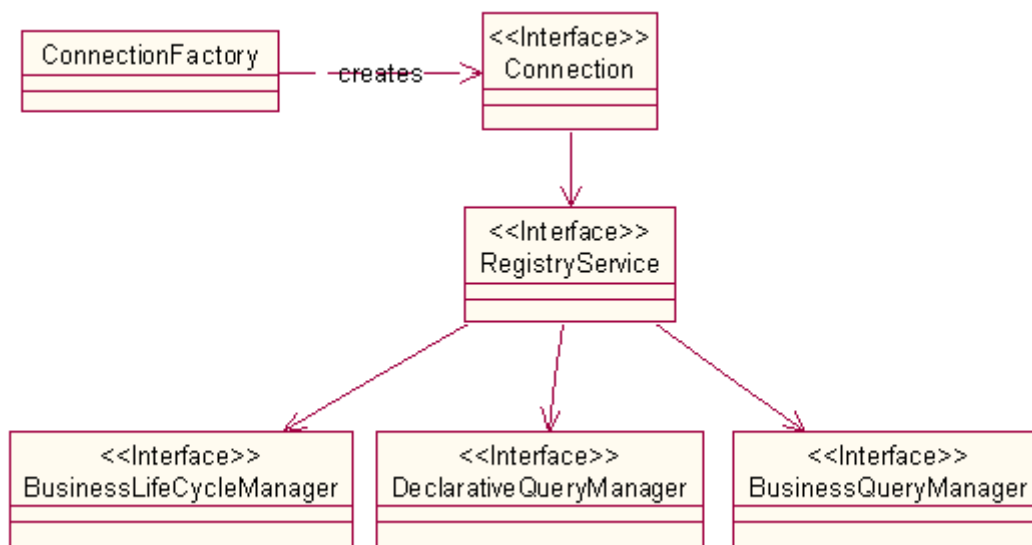 ConnectionFactory
creates
<<Interface>>
Connection
<<Interface>>
RegistryService
<<Interface>>
BusinessLifeCycleManager
<<Interface>>
DeclarativeQueryManager
<<Interface>>
BusinessQueryManager